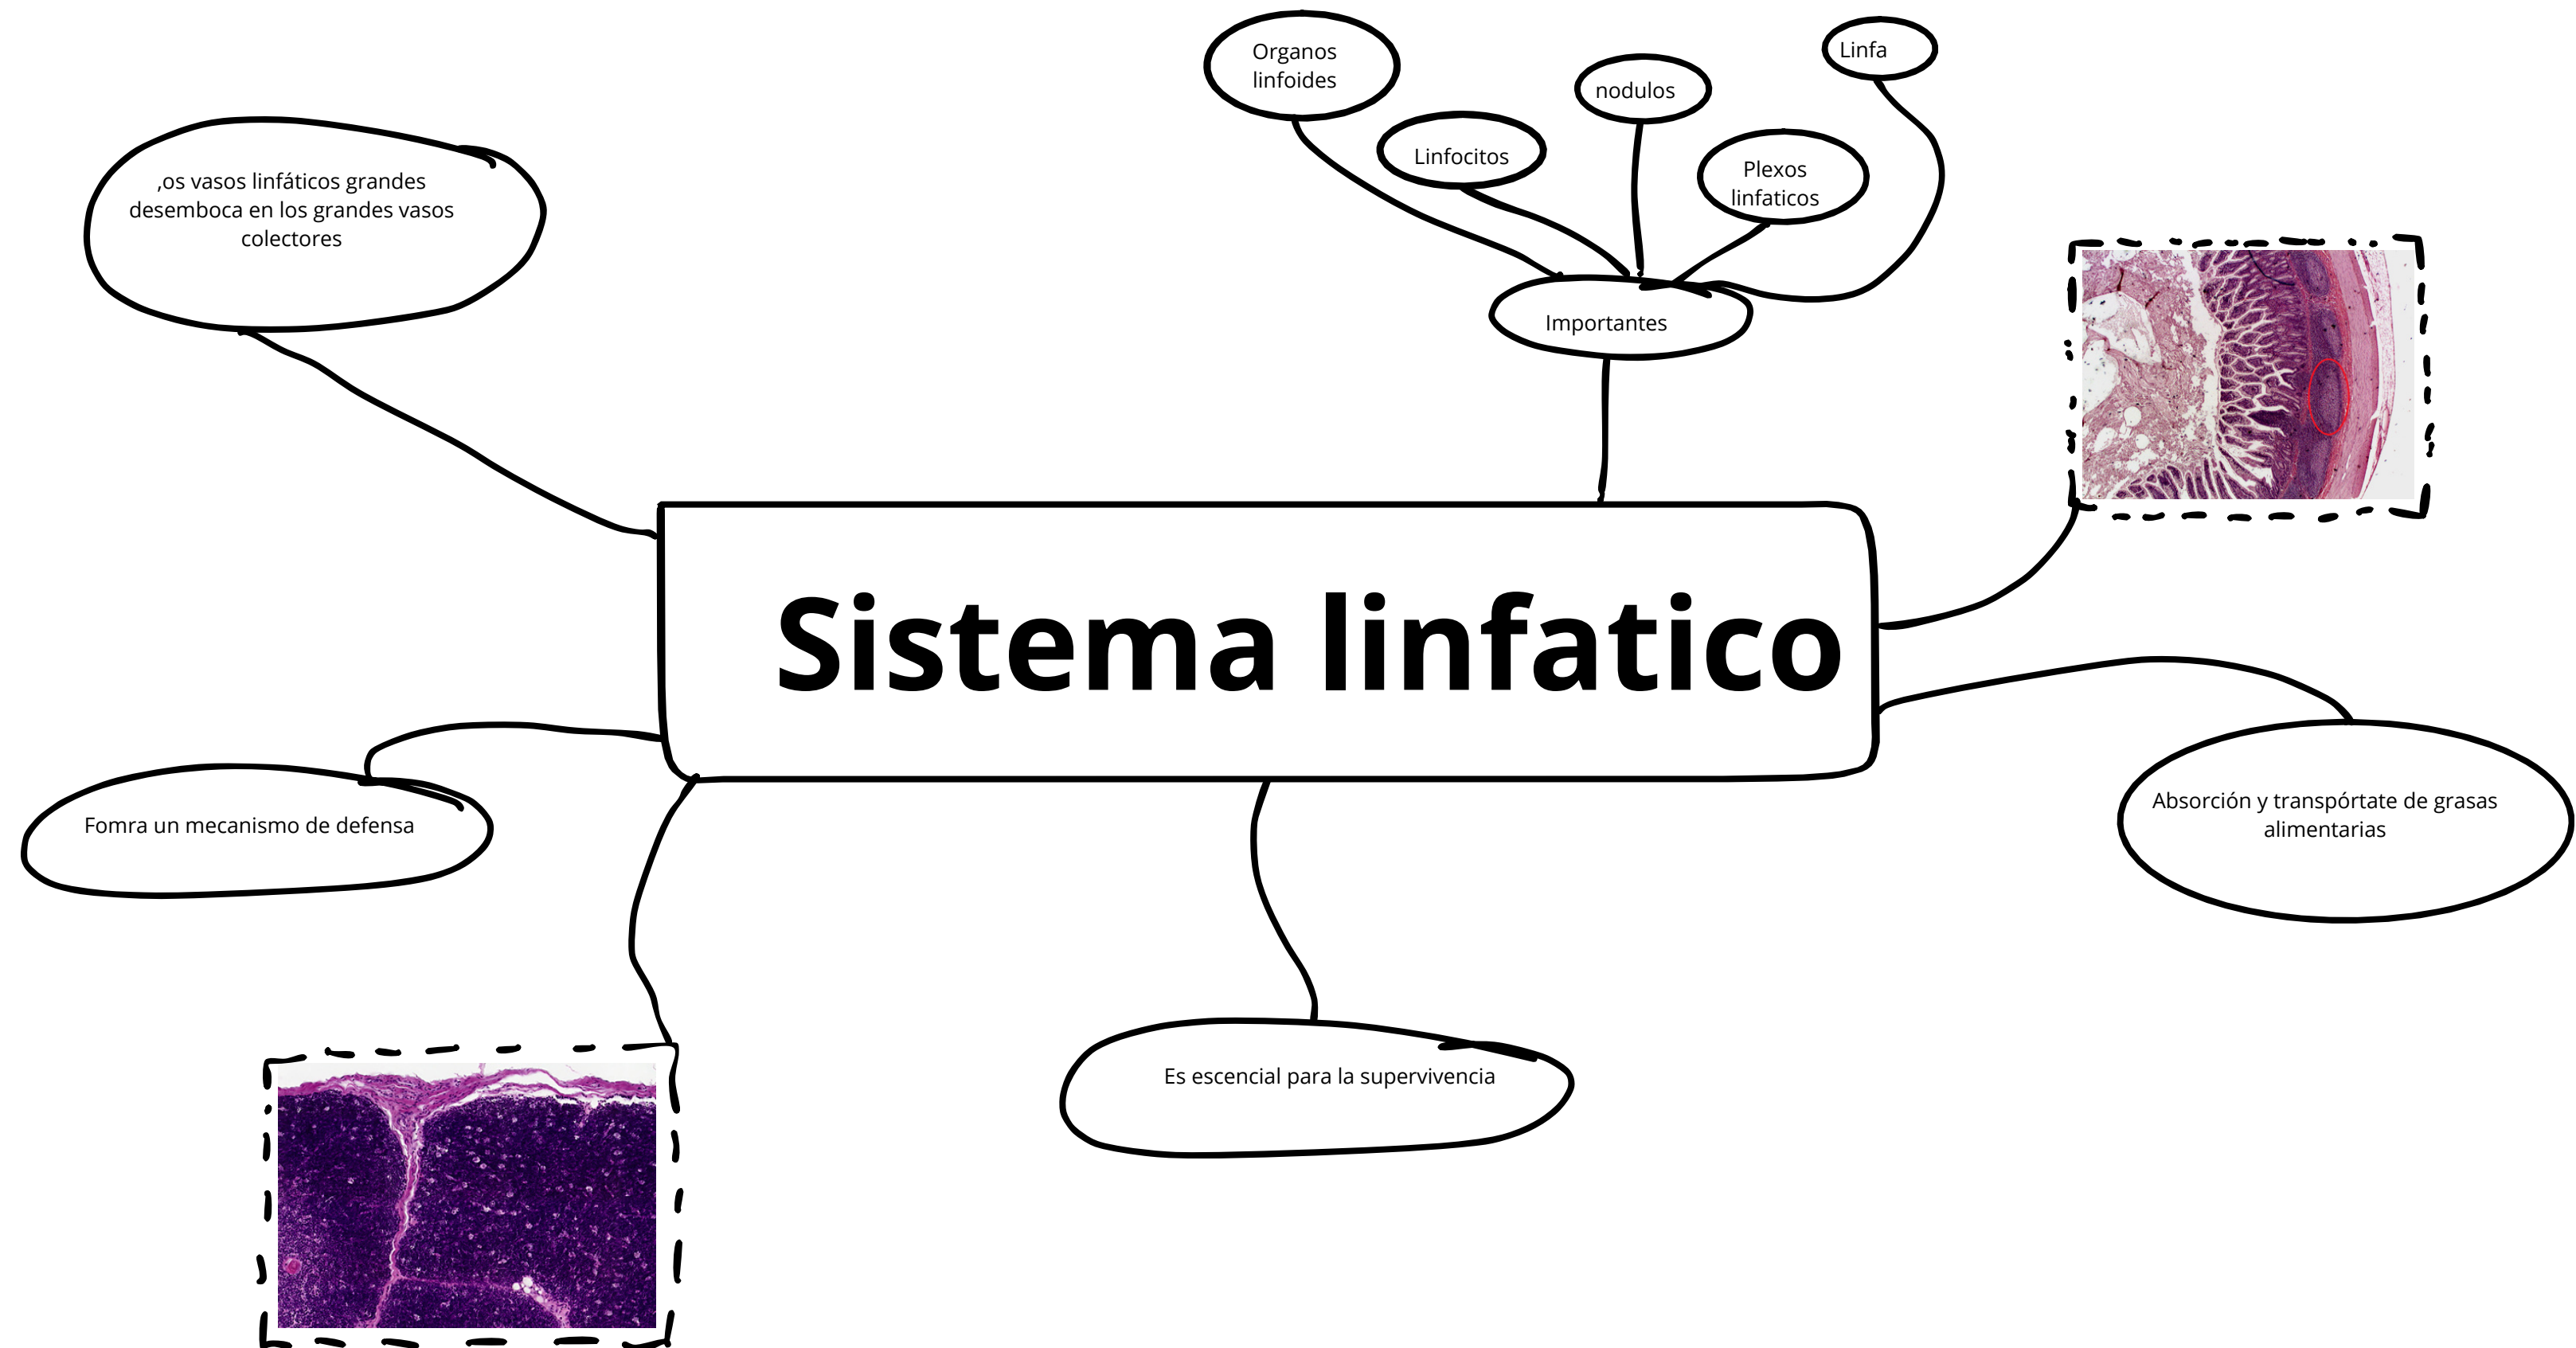 Organos
linfoides
Linfocitos
nodulos
Plexos
linfaticos
Linfa
Importantes
,os vasos linfáticos grandes
desemboca en los grandes vasos
colectores
Sistema linfatico
Fomra un mecanismo de defensa
Absorción y transpórtate de grasas
alimentarias
Es escencial para la supervivencia